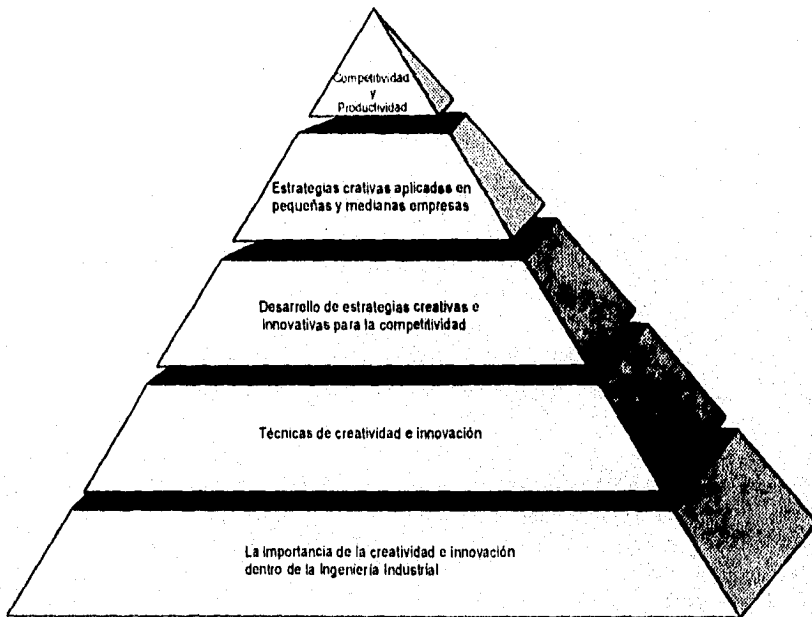 Competitividad
y
Productividad
Estrategias crativas aplicadas en
pequeñas y medianas empresas
Desarrollo de estrategias creativas e
innovativas para la competitividad
Técnicas de creatividad e innovación
La importancia de la creatividad e innovación
dentro de la Ingeniería Industrial